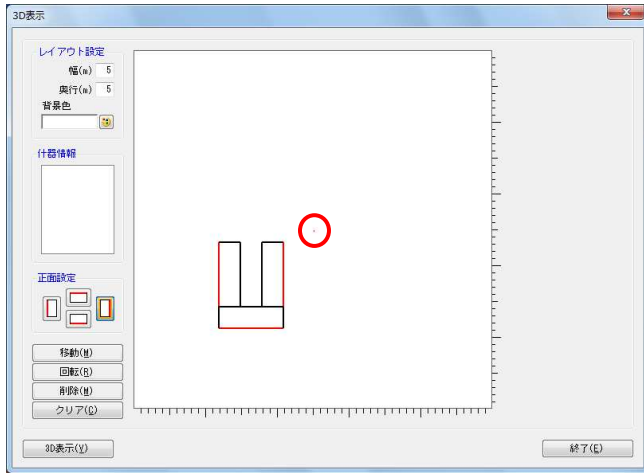 3D表示
レイアウト設定
幅(m) 5
奥行(m) 5
背景色
什器情報
正面設定
移動(M)
回転(R)
削除(M)
クリア(C)
3D表示(V)
終了(E)